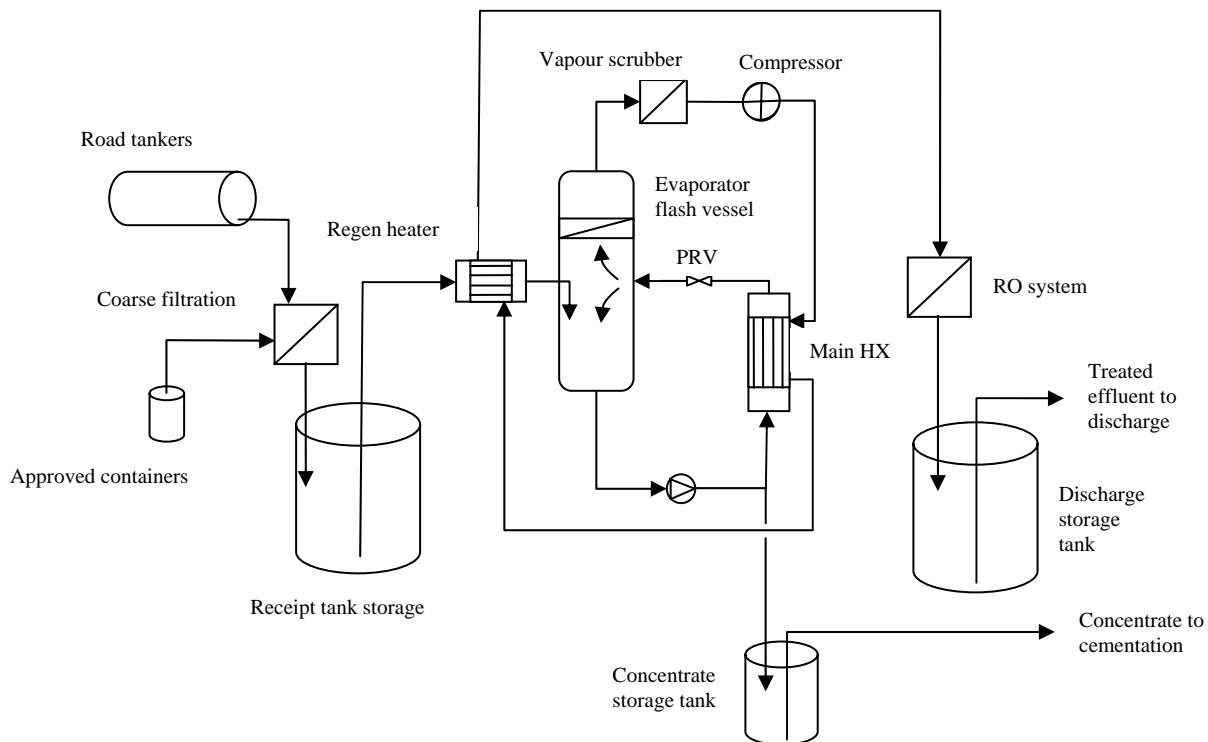 Vapour scrubber
Compressor
Road tankers
Evaporator
flash vessel
Regen heater
PRV
Coarse filtration
RO system
Main HX
Treated
effluent to
discharge
Approved containers
Discharge
storage
tank
Receipt tank storage
Concentrate to
cementation
Concentrate
storage tank